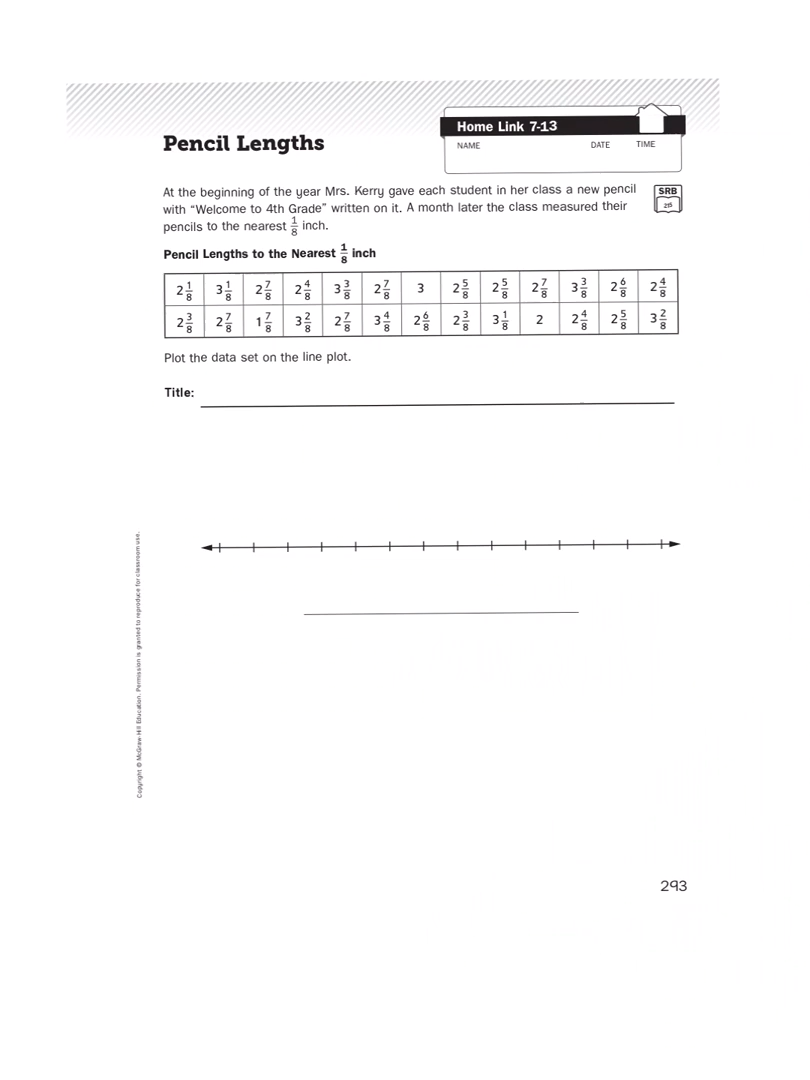 Home Link 7-13
Pencil Lengths
NAME DATE TIME
At the beginning of the year Mrs. Kerry gave each student in her class a new pencil
with “Welcome to 4th Grade” written on it. A month later the class measured their
pencils to the nearest 1/8 inch.
SRB
Pencil Lengths to the Nearest 1/8 inch
2 1/8 3 1/8 2 7/8 2 4/8 3 3/8 2 7/8 3 2 5/8 2 5/8 2 7/8 3 3/8 2 6/8 2 4/8
2 3/8 2 7/8 1 7/8 3 2/8 2 7/8 3 4/8 2 6/8 2 3/8 3 1/8 2 2 4/8 2 5/8 3 2/8
Plot the data set on the line plot.
Title:
Copyright © McGraw-Hill Education. Permission is granted to reproduce for classroom use.
293